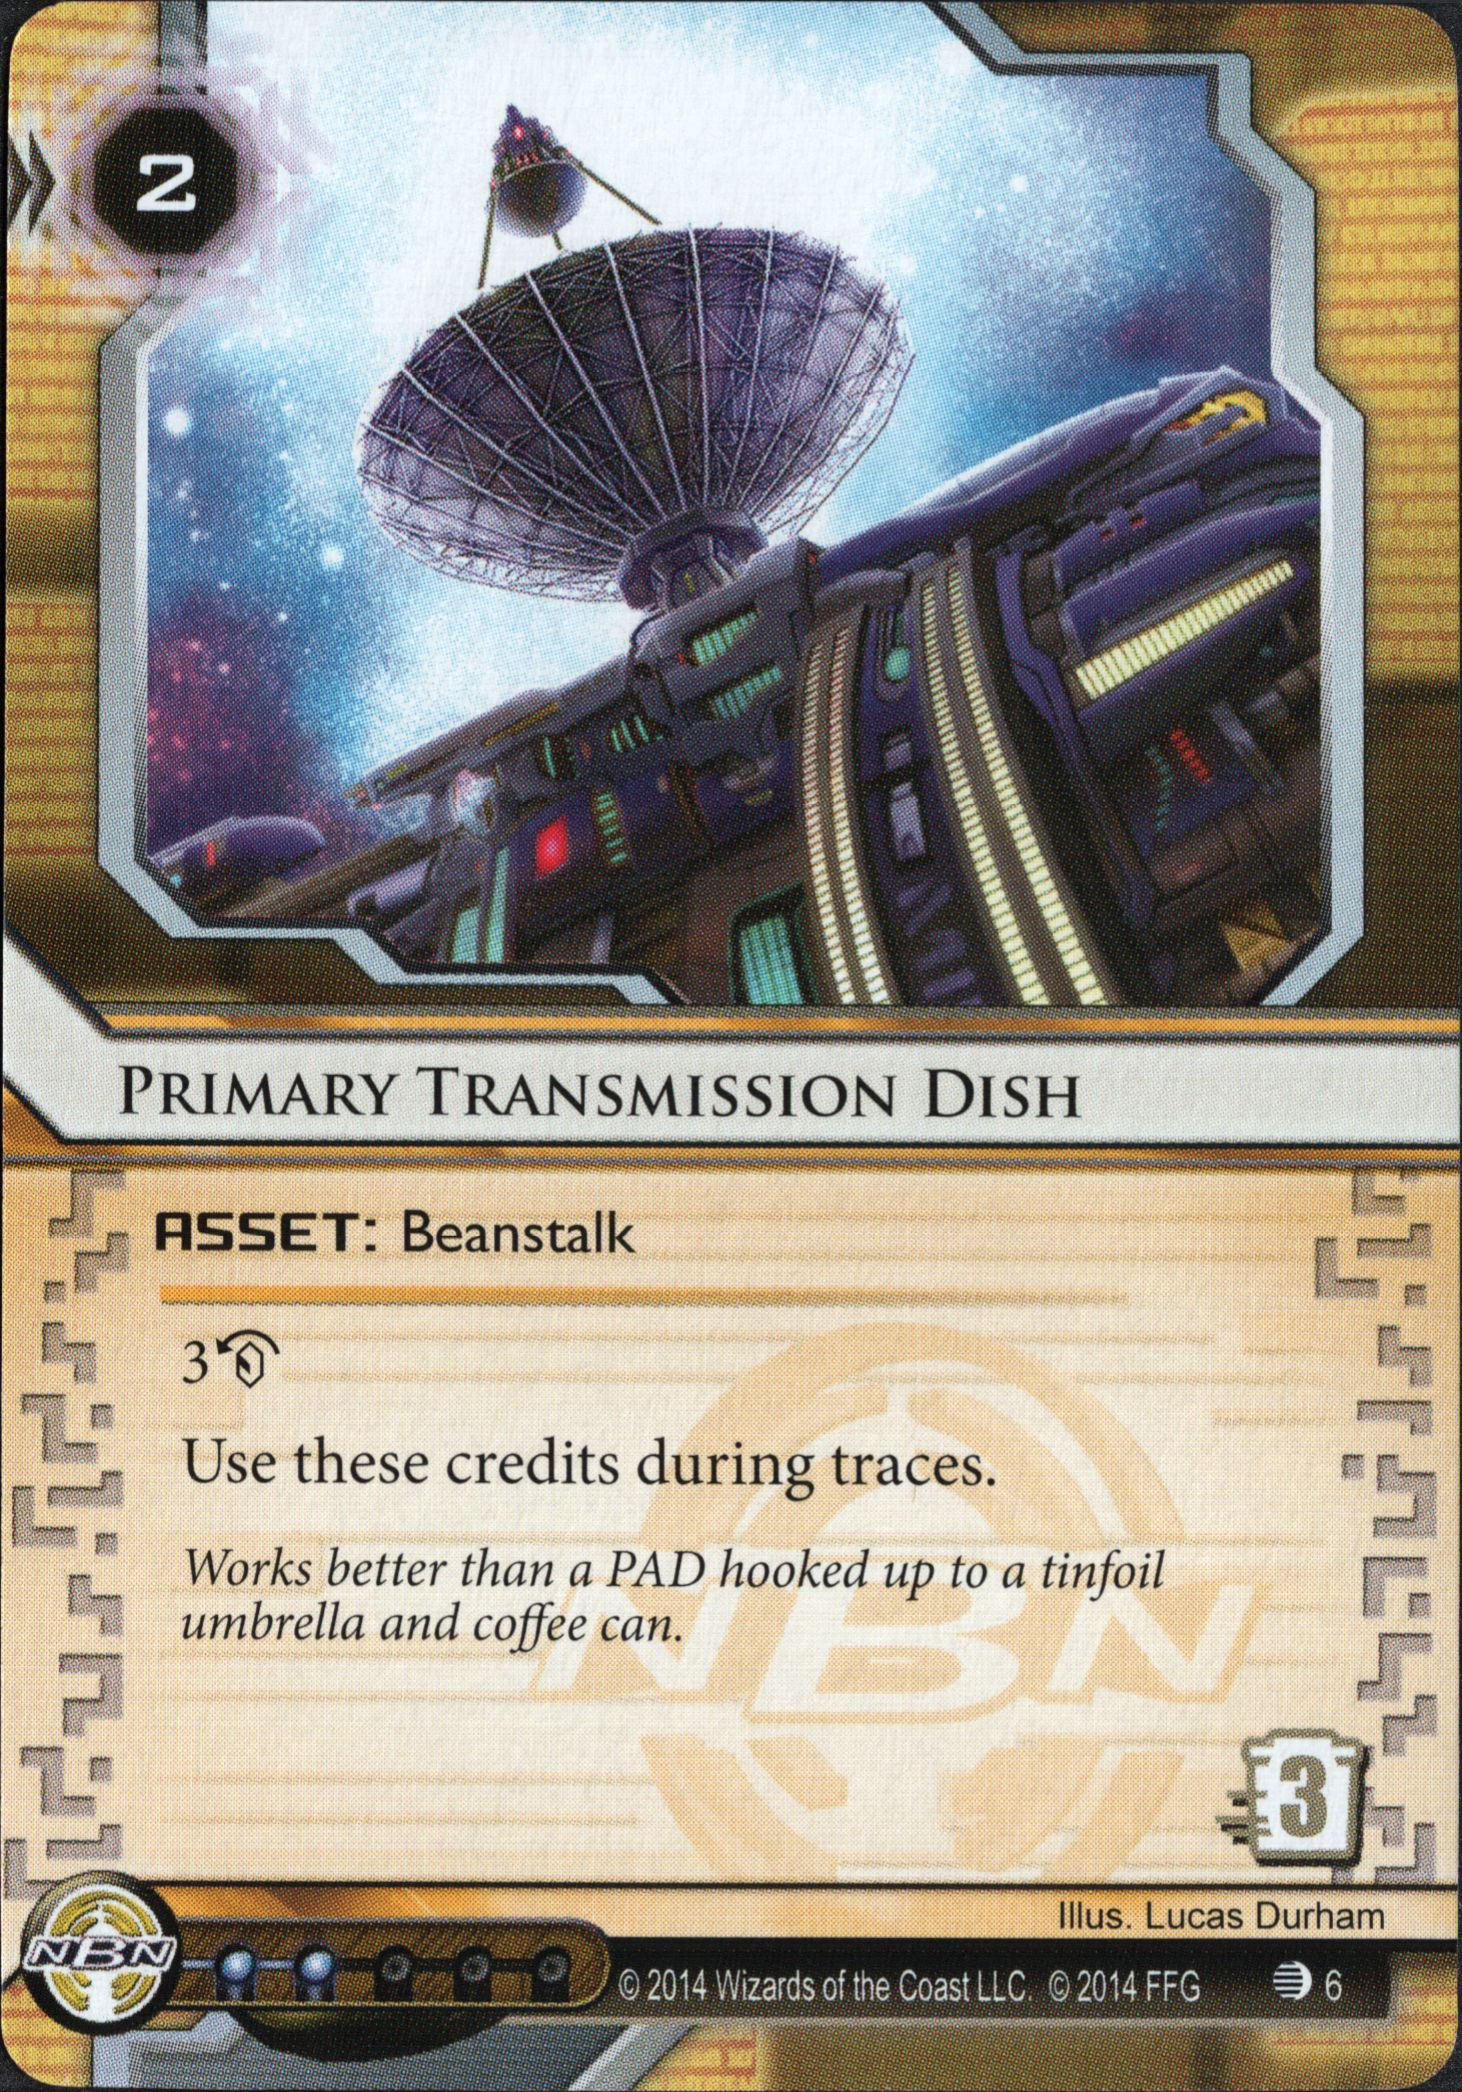 2
PRIMARY TRANSMISSION DISH
ASSET: Beanstalk
3
Use these credits during traces.
Works better than a PAD hooked up to a tinfoil
umbrella and coffee can.
NBN
3
Illus. Lucas Durham
NBN
© 2014 Wizards of the Coast LLC. © 2014 FFG 6